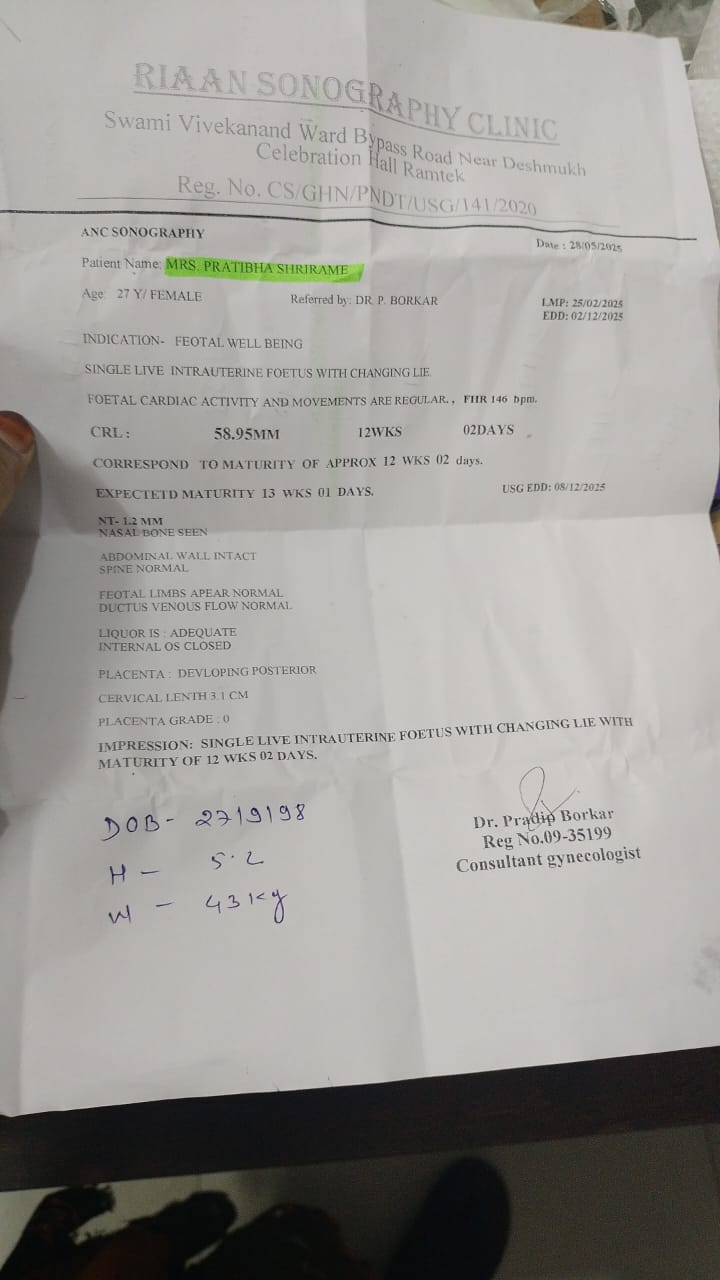 RIAAN SONOGRAPHY CLINIC
Swami Vivekanand Ward Bypass Road Near Deshmukh
Celebration Hall Ramtek
Reg. No. CS/GHN/PNDT/USG/141/2020
ANC SONOGRAPHY
Date : 28/05/2025
Patient Name: MRS. PRATIBHA SHRIRAME
Age: 27 Y/ FEMALE Referred by: DR. P. BORKAR LMP: 25/02/2025
EDD: 02/12/2025
INDICATION- FEOTAL WELL BEING
SINGLE LIVE INTRAUTERINE FOETUS WITH CHANGING LIE.
FOETAL CARDIAC ACTIVITY AND MOVEMENTS ARE REGULAR., FHR 146 bpm.
CRL: 58.95MM 12WKS 02DAYS
CORRESPOND TO MATURITY OF APPROX 12 WKS 02 days.
EXPECTETD MATURITY 13 WKS 01 DAYS. USG EDD: 08/12/2025
NT- 1.2 MM
NASAL BONE SEEN
ABDOMINAL WALL INTACT
SPINE NORMAL
FEOTAL LIMBS APEAR NORMAL
DUCTUS VENOUS FLOW NORMAL
LIQUOR IS : ADEQUATE
INTERNAL OS CLOSED
PLACENTA : DEVLOPING POSTERIOR
CERVICAL LENTH 3.1 CM
PLACENTA GRADE : 0
IMPRESSION: SINGLE LIVE INTRAUTERINE FOETUS WITH CHANGING LIE WITH
MATURITY OF 12 WKS 02 DAYS.
Dr. Pradip Borkar
Reg No.09-35199
Consultant gynecologist
DOB- 27/9/98
H - 5.2
W - 43 kg